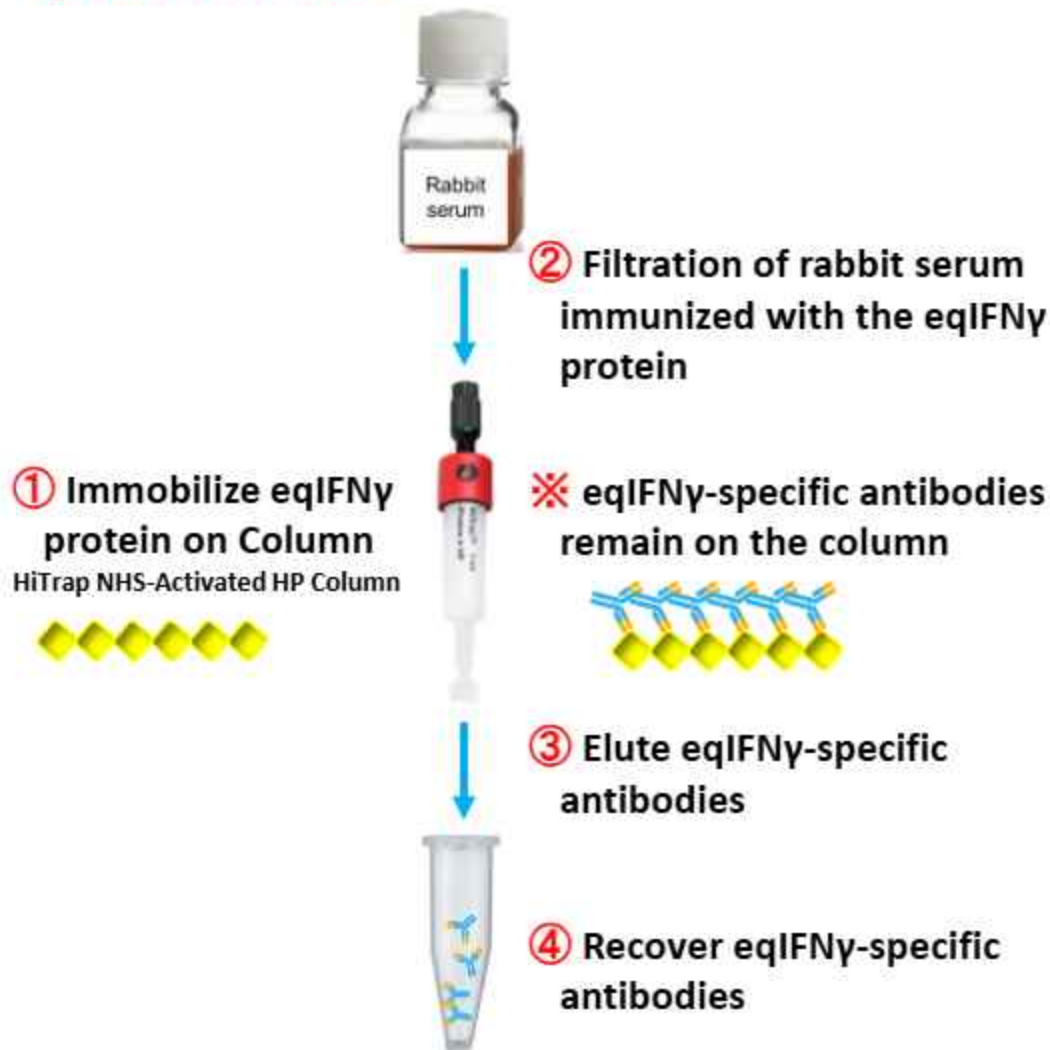 Rabbit
serum
② Filtration of rabbit serum
immunized with the eqIFNγ
protein
① Immobilize eqIFNγ
protein on Column
HiTrap NHS-Activated HP Column
※ eqIFNγ-specific antibodies
remain on the column
③ Elute eqIFNγ-specific
antibodies
④ Recover eqIFNγ-specific
antibodies